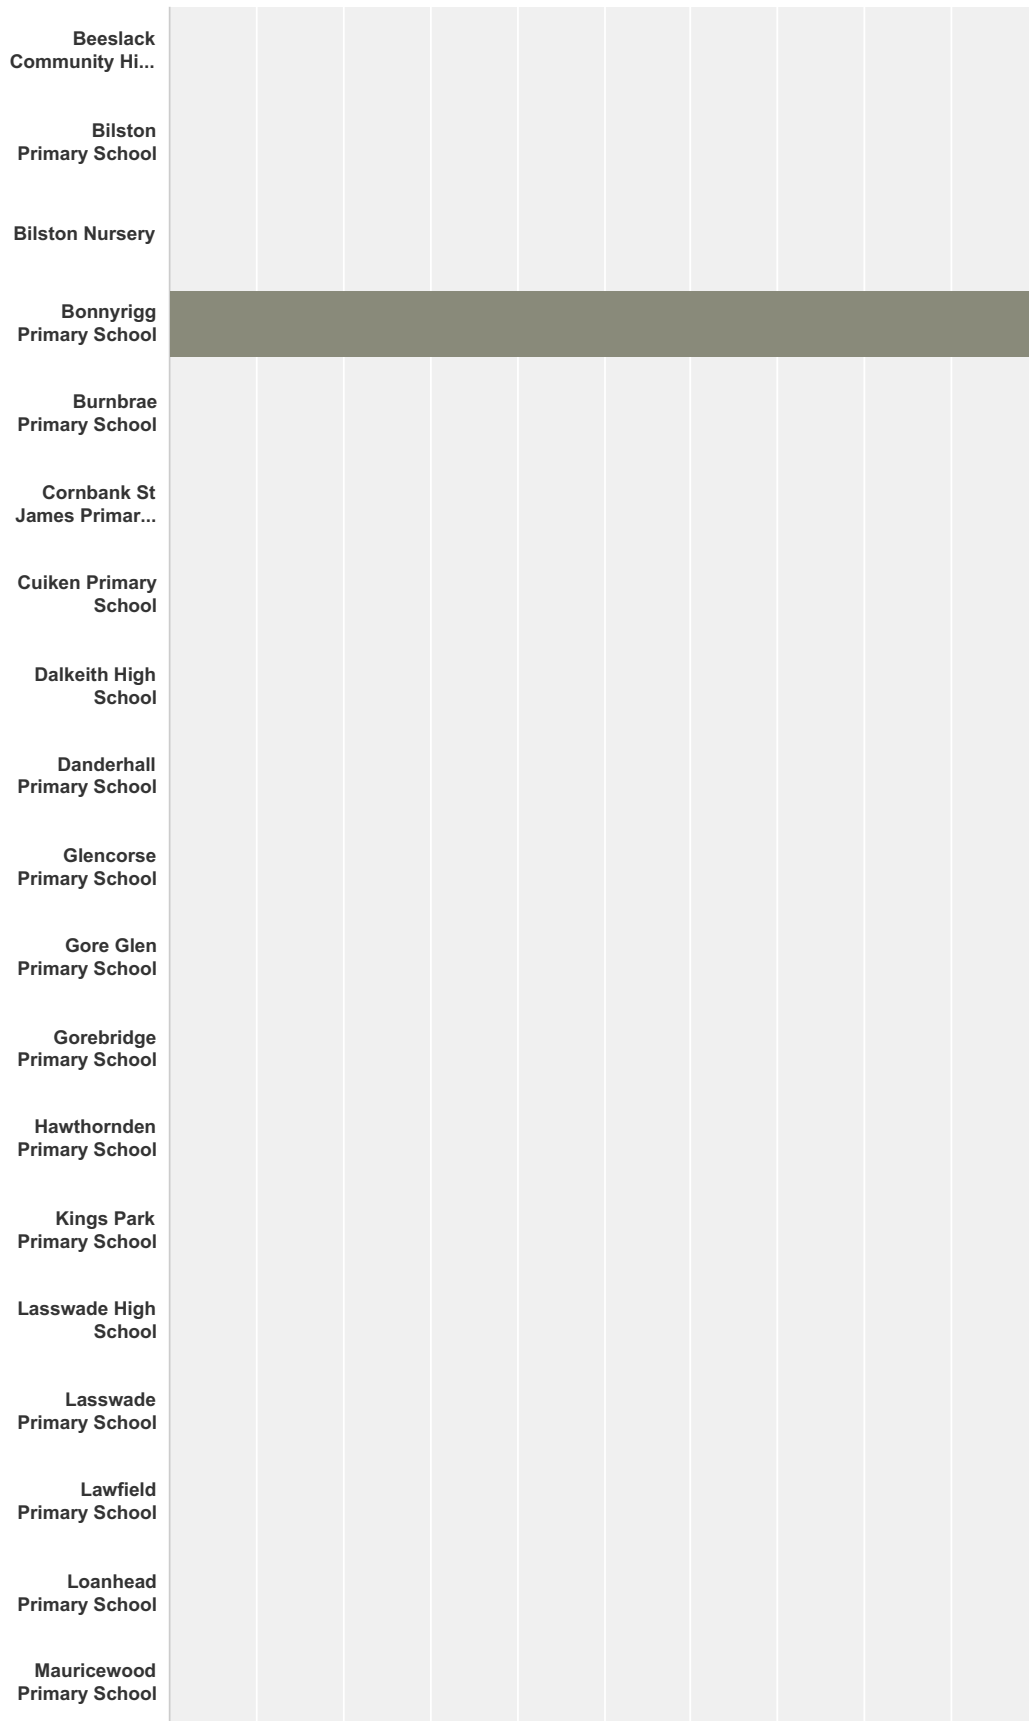 Beeslack
Community Hi...
Bilston
Primary School
Bilston Nursery
Bonnyrigg
Primary School
Burnbrae
Primary School
Cornbank St
James Primar...
Cuiken Primary
School
Dalkeith High
School
Danderhall
Primary School
Glencorse
Primary School
Gore Glen
Primary School
Gorebridge
Primary School
Hawthornden
Primary School
Kings Park
Primary School
Lasswade High
School
Lasswade
Primary School
Lawfield
Primary School
Loanhead
Primary School
Mauricewood
Primary School